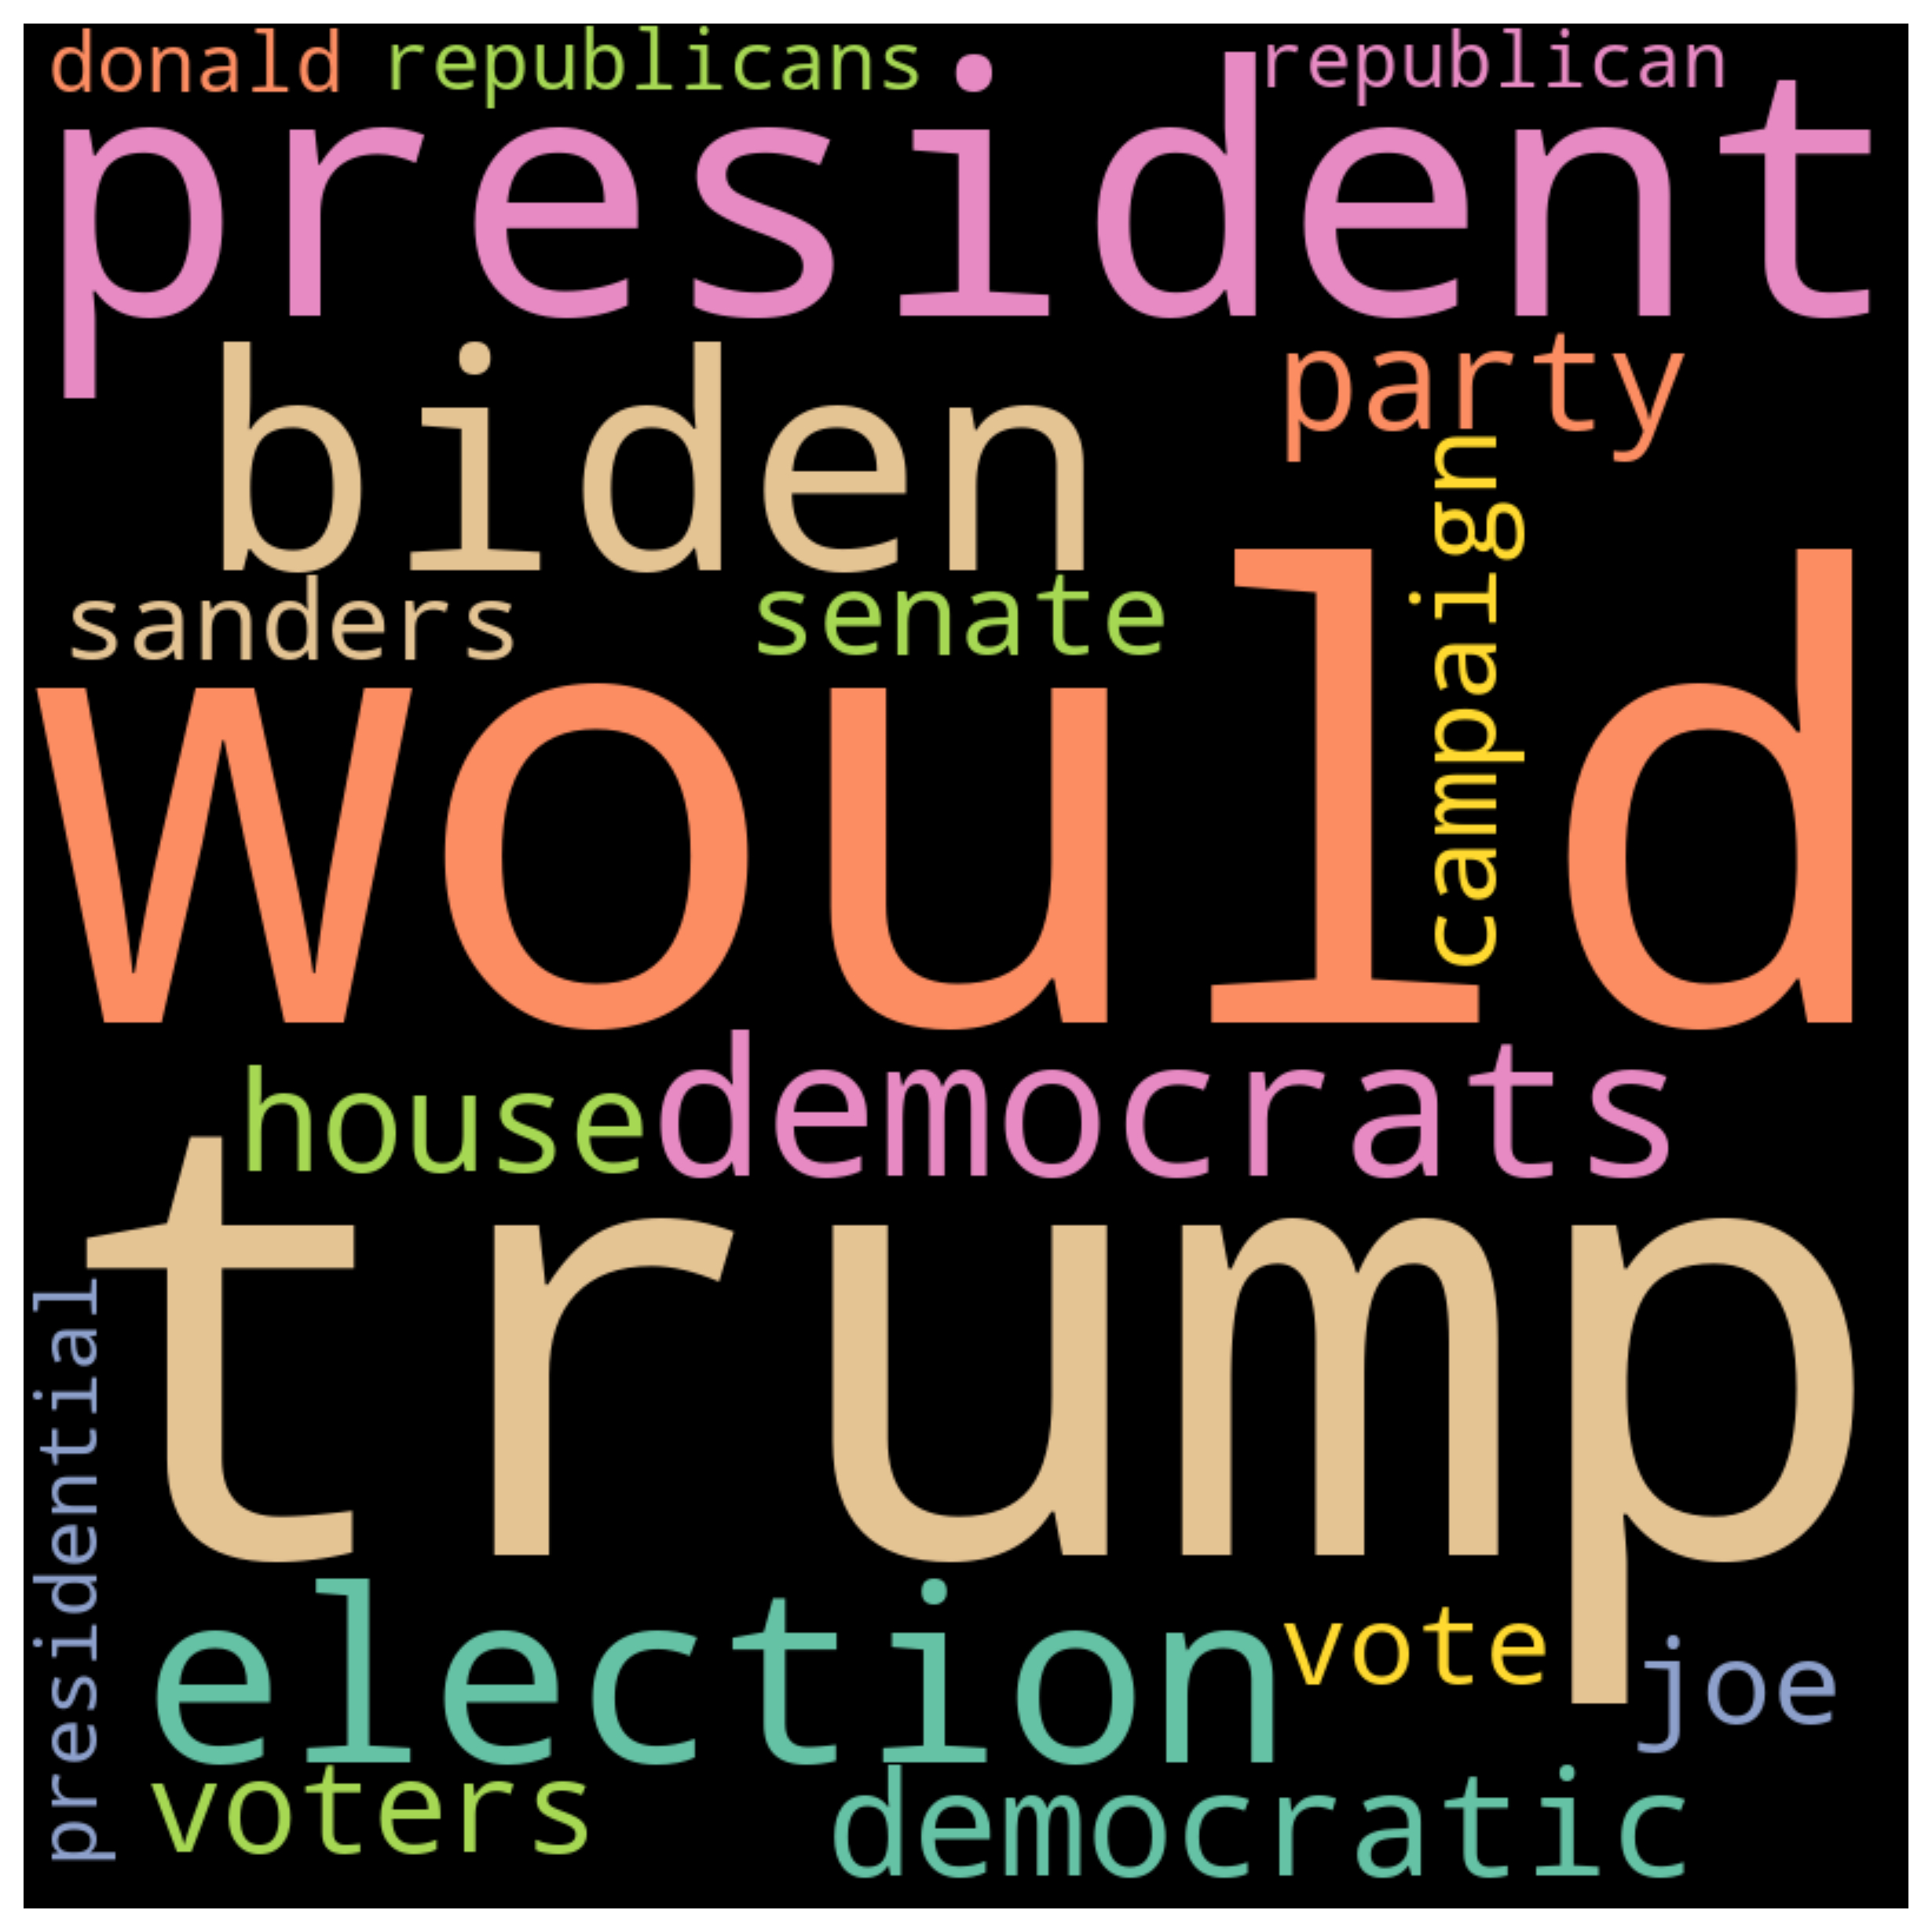 donald republicans republican
president
biden
party
campaign
sanders senate
would
house democrats
trump
presidential
election
vote
joe
voters democratic